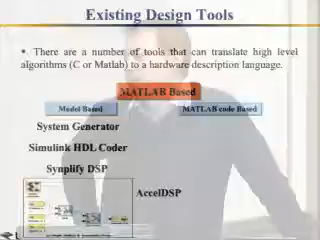 Existing Design Tools
• There are a number of tools that can translate high level
algorithms (C or Matlab) to a hardware description language.
MATLAB Based
Model Based MATLAB code Based
System Generator
Simulink HDL Coder
Synplify DSP
AccelDSP